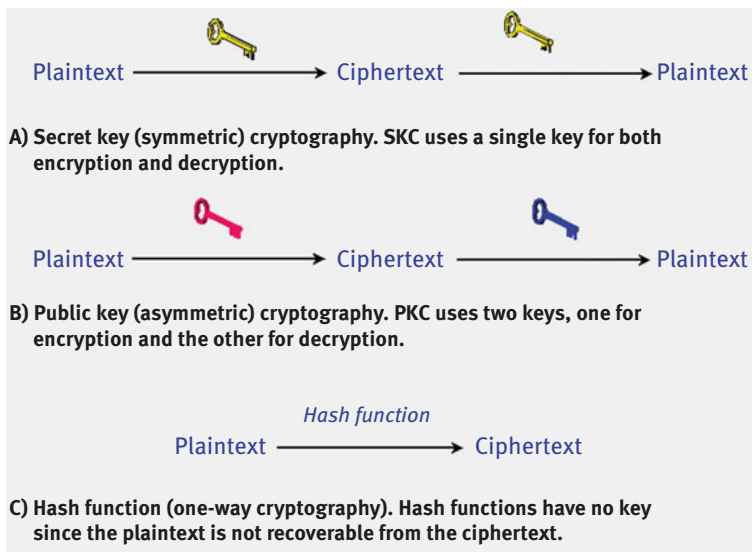 Plaintext Ciphertext Plaintext
A) Secret key (symmetric) cryptography. SKC uses a single key for both
encryption and decryption.
Plaintext Ciphertext Plaintext
B) Public key (asymmetric) cryptography. PKC uses two keys, one for
encryption and the other for decryption.
Hash function
Plaintext Ciphertext
C) Hash function (one-way cryptography). Hash functions have no key
since the plaintext is not recoverable from the ciphertext.